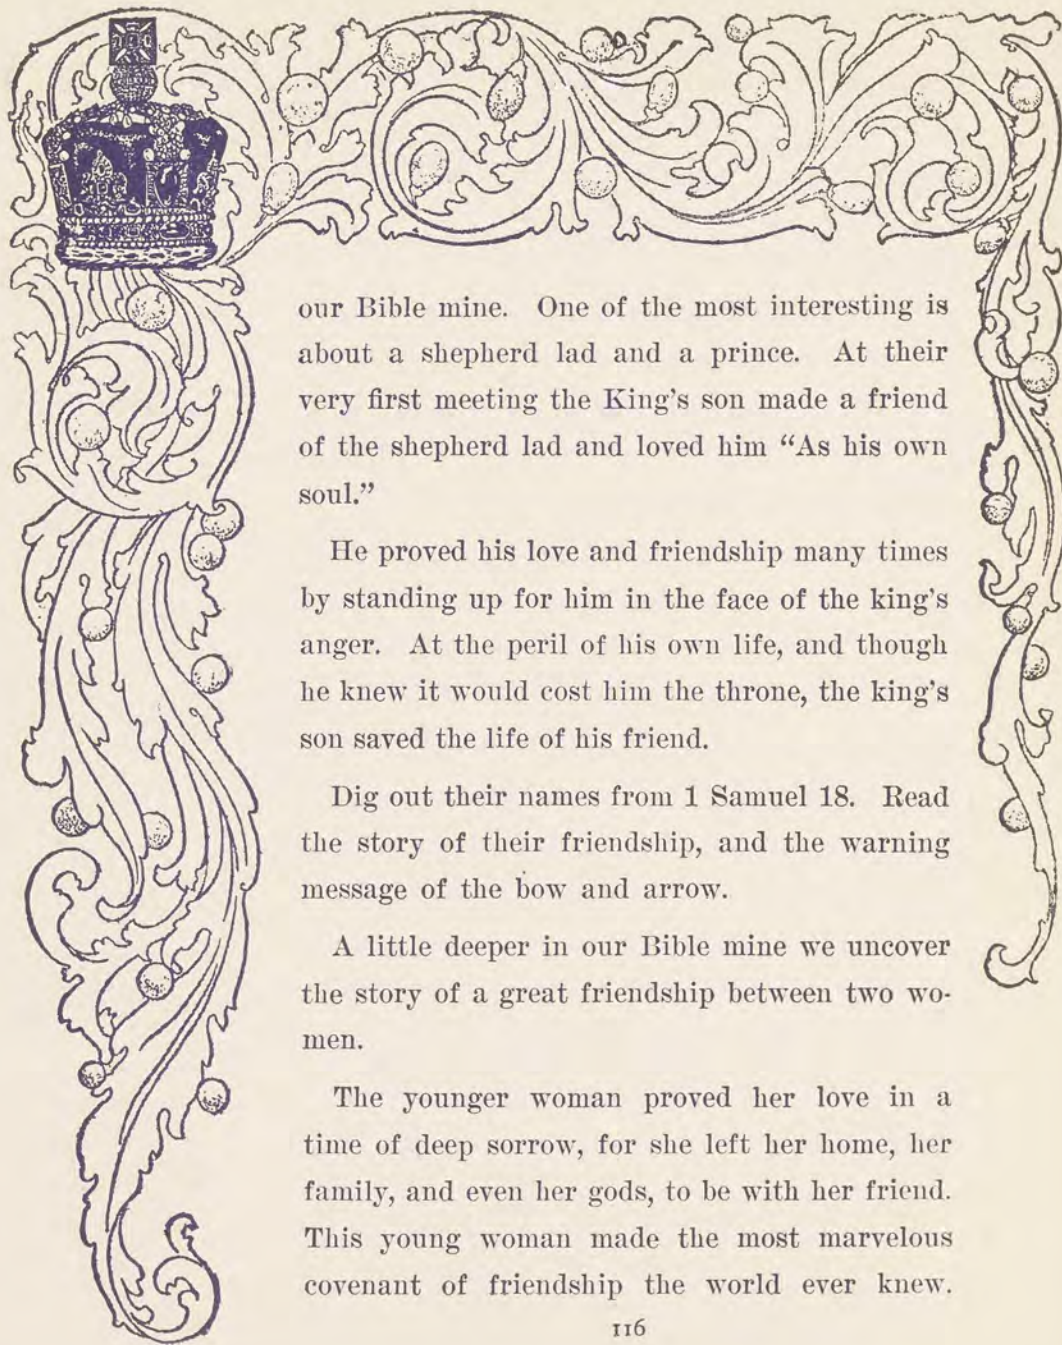 our Bible mine. One of the most interesting is
about a shepherd lad and a prince. At their
very first meeting the King's son made a friend
of the shepherd lad and loved him “As his own
soul.”
He proved his love and friendship many times
by standing up for him in the face of the king's
anger. At the peril of his own life, and though
he knew it would cost him the throne, the king's
son saved the life of his friend.
Dig out their names from 1 Samuel 18. Read
the story of their friendship, and the warning
message of the bow and arrow.
A little deeper in our Bible mine we uncover
the story of a great friendship between two wo-
men.
The younger woman proved her love in a
time of deep sorrow, for she left her home, her
family, and even her gods, to be with her friend.
This young woman made the most marvelous
covenant of friendship the world ever knew.
116